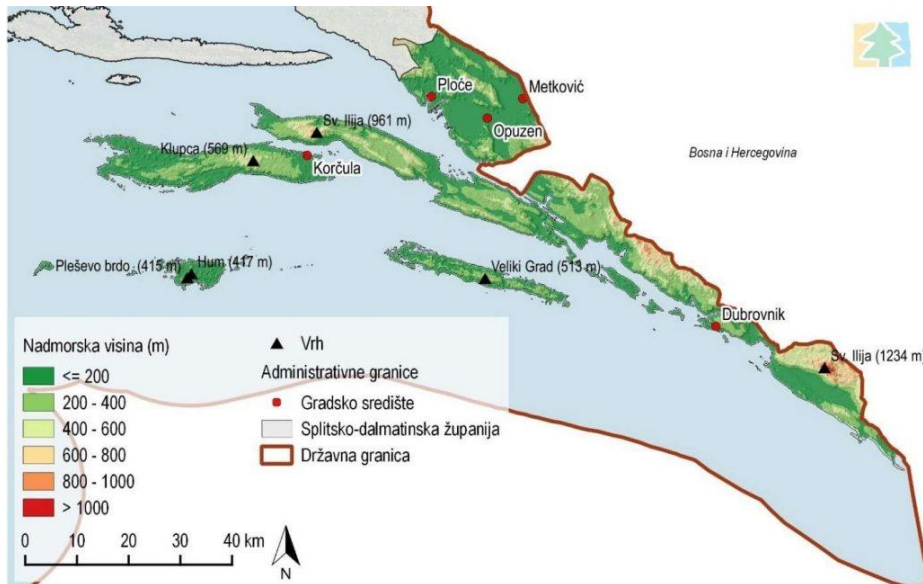 Ploče
Metković
Opuzen
Sv. Ilija (961 m)
Klupca (569 m)
Korčula
Bosna i Hercegovina
Pleševo brdo (415 m)
Hum (417 m)
Veliki Grad (513 m)
Dubrovnik
Sv. Ilija (1234 m)
Nadmorska visina (m)
<= 200
200 - 400
400 - 600
600 - 800
800 - 1000
> 1000
Vrh
Administrativne granice
Gradsko središte
Splitsko-dalmatinska županija
Državna granica
0 10 20 30 40 km
N